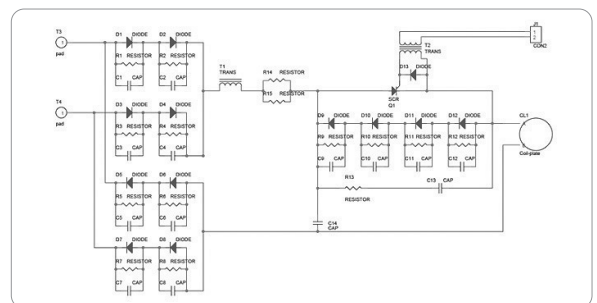 T3
pad
D1 DIODE
D2 DIODE
R1 RESISTOR
R2 RESISTOR
C1 CAP
C2 CAP
T4
pad
D3 DIODE
D4 DIODE
R3 RESISTOR
R4 RESISTOR
C3 CAP
C4 CAP
D5 DIODE
D6 DIODE
R5 RESISTOR
R6 RESISTOR
C5 CAP
C6 CAP
D7 DIODE
D8 DIODE
R7 RESISTOR
R8 RESISTOR
C7 CAP
C8 CAP
T1
TRANS
R14 RESISTOR
R15 RESISTOR
J1
1
2
CON2
T2
TRANS
D13 DIODE
SCR
Q1
D9 DIODE
D10 DIODE
D11 DIODE
D12 DIODE
R9 RESISTOR
R10 RESISTOR
R11 RESISTOR
R12 RESISTOR
C9 CAP
C10 CAP
C11 CAP
C12 CAP
R13
RESISTOR
C13 CAP
C14
CAP
CL1
Coil-plate